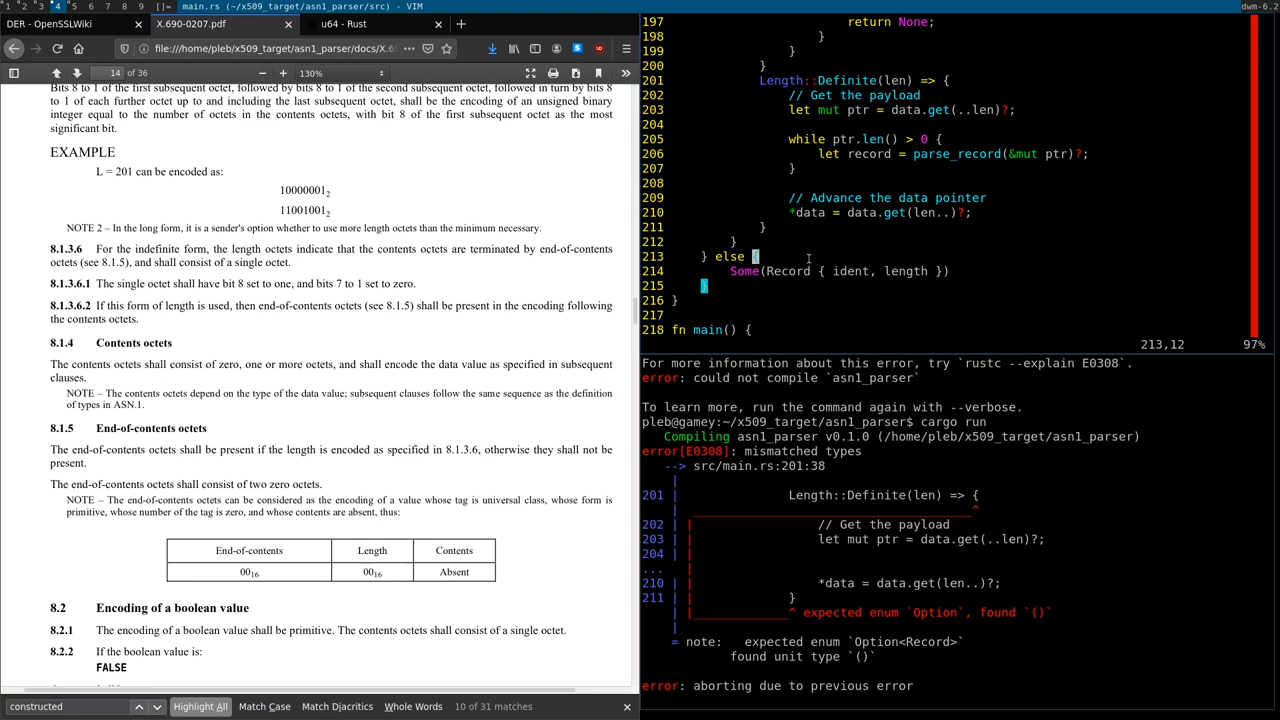 1 2 3 4 5 6 7 8 9 []= main.rs (~/x509_target/asn1_parser/src) - VIM dwm-6.2
DER - OpenSSLWiki × X.690-0207.pdf × u64 - Rust × +
file:///home/pleb/x509_target/asn1_parser/docs/X.69
14 of 36 − + 130%
Bits 8 to 1 of the first subsequent octet, followed by bits 8 to 1 of the second subsequent octet, followed in turn by bits 8
to 1 of each further octet up to and including the last subsequent octet, shall be the encoding of an unsigned binary
integer equal to the number of octets in the contents octets, with bit 8 of the first subsequent octet as the most
significant bit.
EXAMPLE
L = 201 can be encoded as:
10000001₂
11001001₂
NOTE 2 – In the long form, it is a sender's option whether to use more length octets than the minimum necessary.
8.1.3.6 For the indefinite form, the length octets indicate that the contents octets are terminated by end-of-contents
octets (see 8.1.5), and shall consist of a single octet.
8.1.3.6.1 The single octet shall have bit 8 set to one, and bits 7 to 1 set to zero.
8.1.3.6.2 If this form of length is used, then end-of-contents octets (see 8.1.5) shall be present in the encoding following
the contents octets.
8.1.4 Contents octets
The contents octets shall consist of zero, one or more octets, and shall encode the data value as specified in subsequent
clauses.
NOTE – The contents octets depend on the type of the data value; subsequent clauses follow the same sequence as the definition
of types in ASN.1.
8.1.5 End-of-contents octets
The end-of-contents octets shall be present if the length is encoded as specified in 8.1.3.6, otherwise they shall not be
present.
The end-of-contents octets shall consist of two zero octets.
NOTE – The end-of-contents octets can be considered as the encoding of a value whose tag is universal class, whose form is
primitive, whose number of the tag is zero, and whose contents are absent, thus:
End-of-contents Length Contents
00₁₆ 00₁₆ Absent
8.2 Encoding of a boolean value
8.2.1 The encoding of a boolean value shall be primitive. The contents octets shall consist of a single octet.
8.2.2 If the boolean value is:
FALSE
constructed Highlight All Match Case Match Diacritics Whole Words 10 of 31 matches
197 return None;
198 }
199 }
200 }
201 Length::Definite(len) => {
202 // Get the payload
203 let mut ptr = data.get(..len)?;
204
205 while ptr.len() > 0 {
206 let record = parse_record(&mut ptr)?;
207 }
208
209 // Advance the data pointer
210 *data = data.get(len..)?;
211 }
212 }
213 } else {
214 Some(Record { ident, length })
215 }
216 }
217
218 fn main() {
213,12 97%
For more information about this error, try `rustc --explain E0308`.
error: could not compile `asn1_parser`
To learn more, run the command again with --verbose.
pleb@gamey:~/x509_target/asn1_parser$ cargo run
Compiling asn1_parser v0.1.0 (/home/pleb/x509_target/asn1_parser)
error[E0308]: mismatched types
--> src/main.rs:201:38
|
201 | Length::Definite(len) => {
| ______________________________________^
202 | | // Get the payload
203 | | let mut ptr = data.get(..len)?;
204 | |
... |
210 | | *data = data.get(len..)?;
211 | | }
| |_____________^ expected enum `Option`, found `()`
|
= note: expected enum `Option<Record>`
found unit type `()`
error: aborting due to previous error